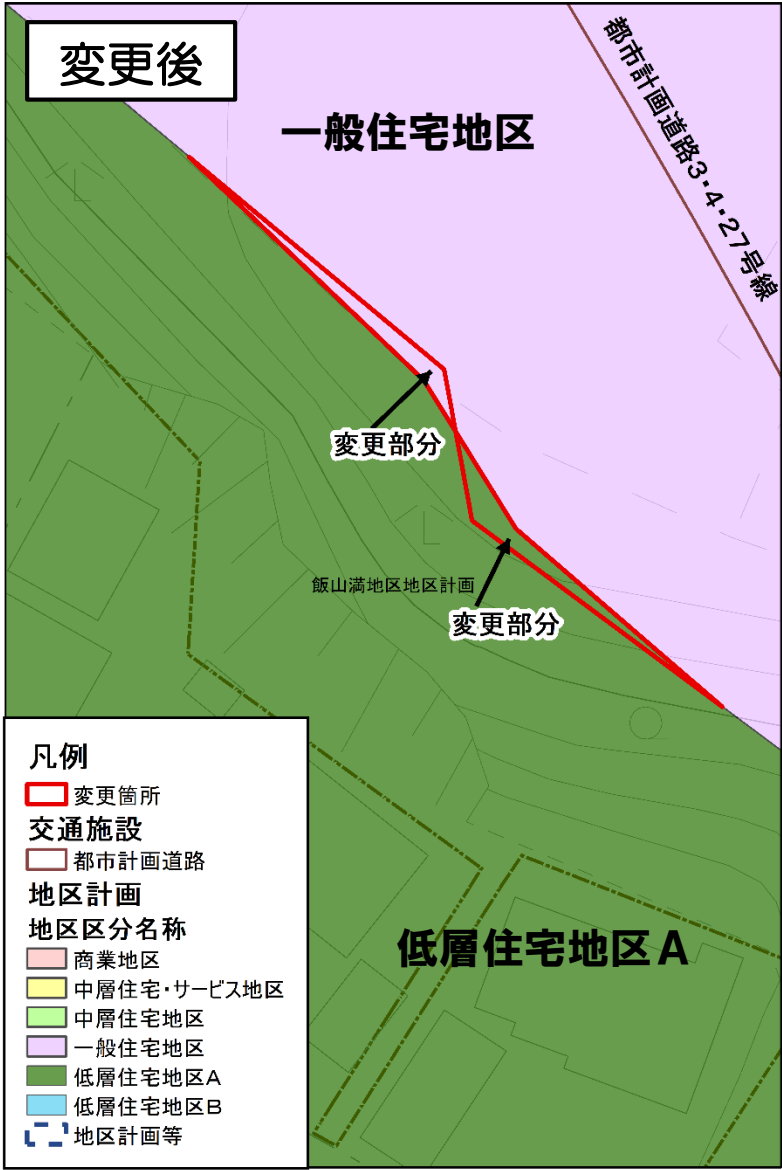 変更後
一般住宅地区
都市計画道路3・4・27号線
変更部分
飯山満地区地区計画
変更部分
低層住宅地区A
凡例
変更箇所
交通施設
都市計画道路
地区計画
地区区分名称
商業地区
中層住宅・サービス地区
中層住宅地区
一般住宅地区
低層住宅地区A
低層住宅地区B
地区計画等